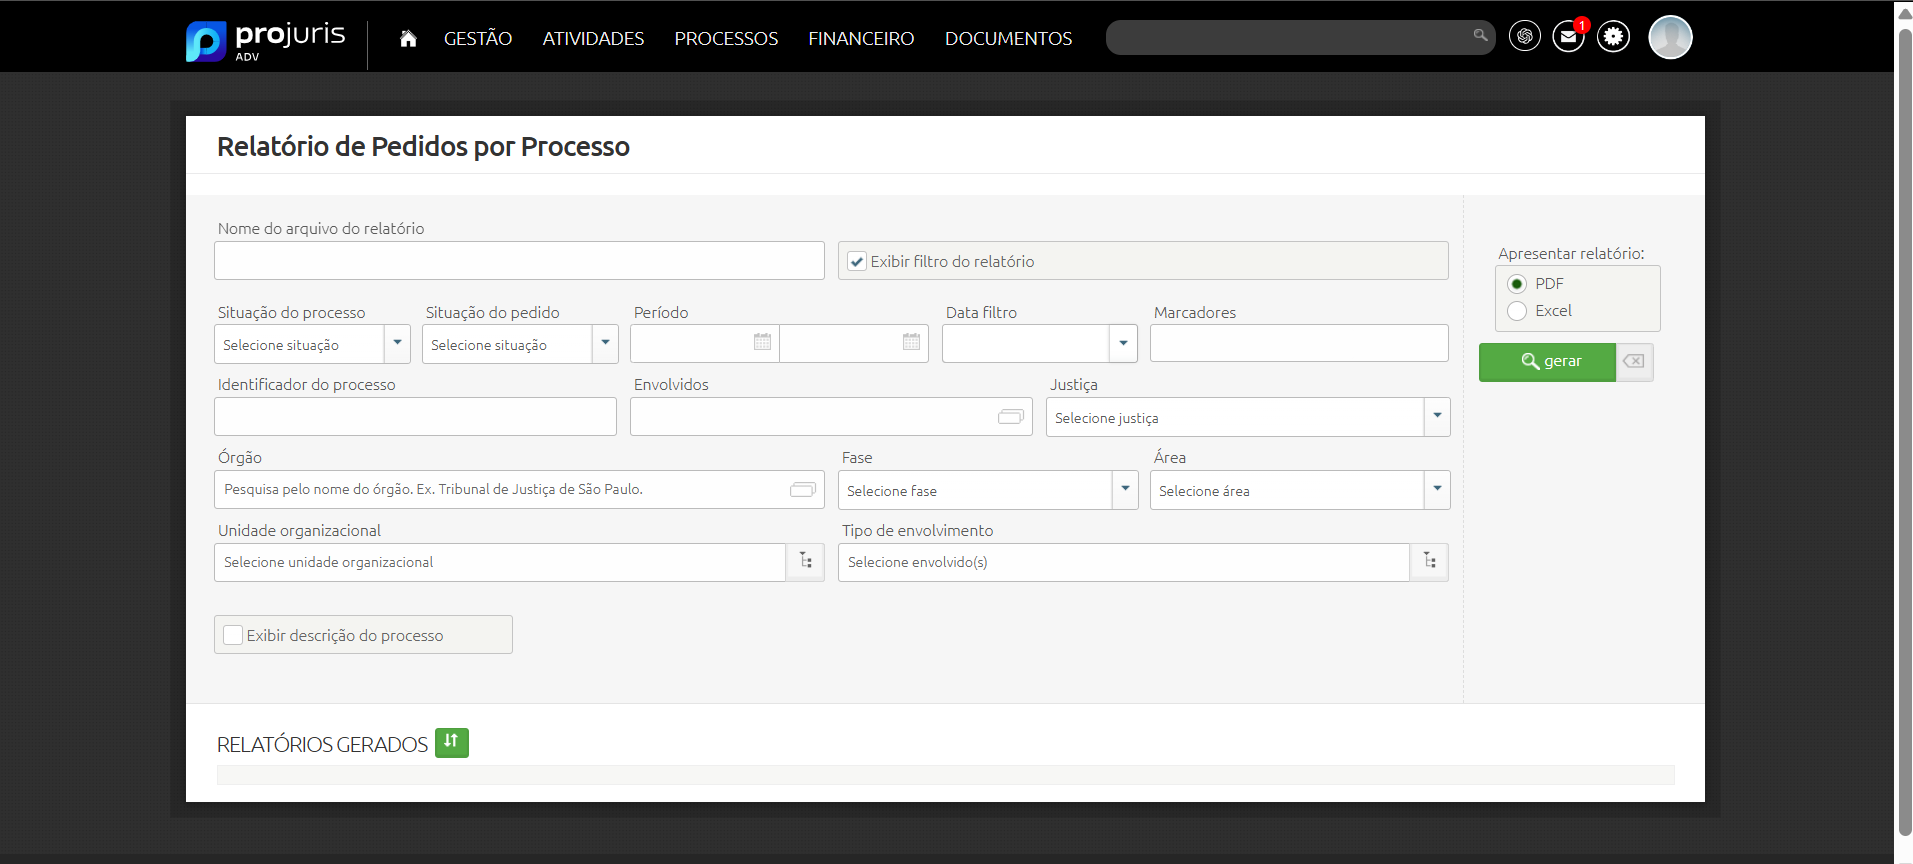 projuris
ADV
GESTÃO
ATIVIDADES
PROCESSOS
FINANCEIRO
DOCUMENTOS
1
Relatório de Pedidos por Processo
Nome do arquivo do relatório
Exibir filtro do relatório
Apresentar relatório:
PDF
Excel
gerar
Situação do processo
Situação do pedido
Período
Data filtro
Marcadores
Selecione situação
Selecione situação
Identificador do processo
Envolvidos
Justiça
Selecione justiça
Órgão
Fase
Área
Pesquisa pelo nome do órgão. Ex. Tribunal de Justiça de São Paulo.
Selecione fase
Selecione área
Unidade organizacional
Tipo de envolvimento
Selecione unidade organizacional
Selecione envolvido(s)
Exibir descrição do processo
RELATÓRIOS GERADOS